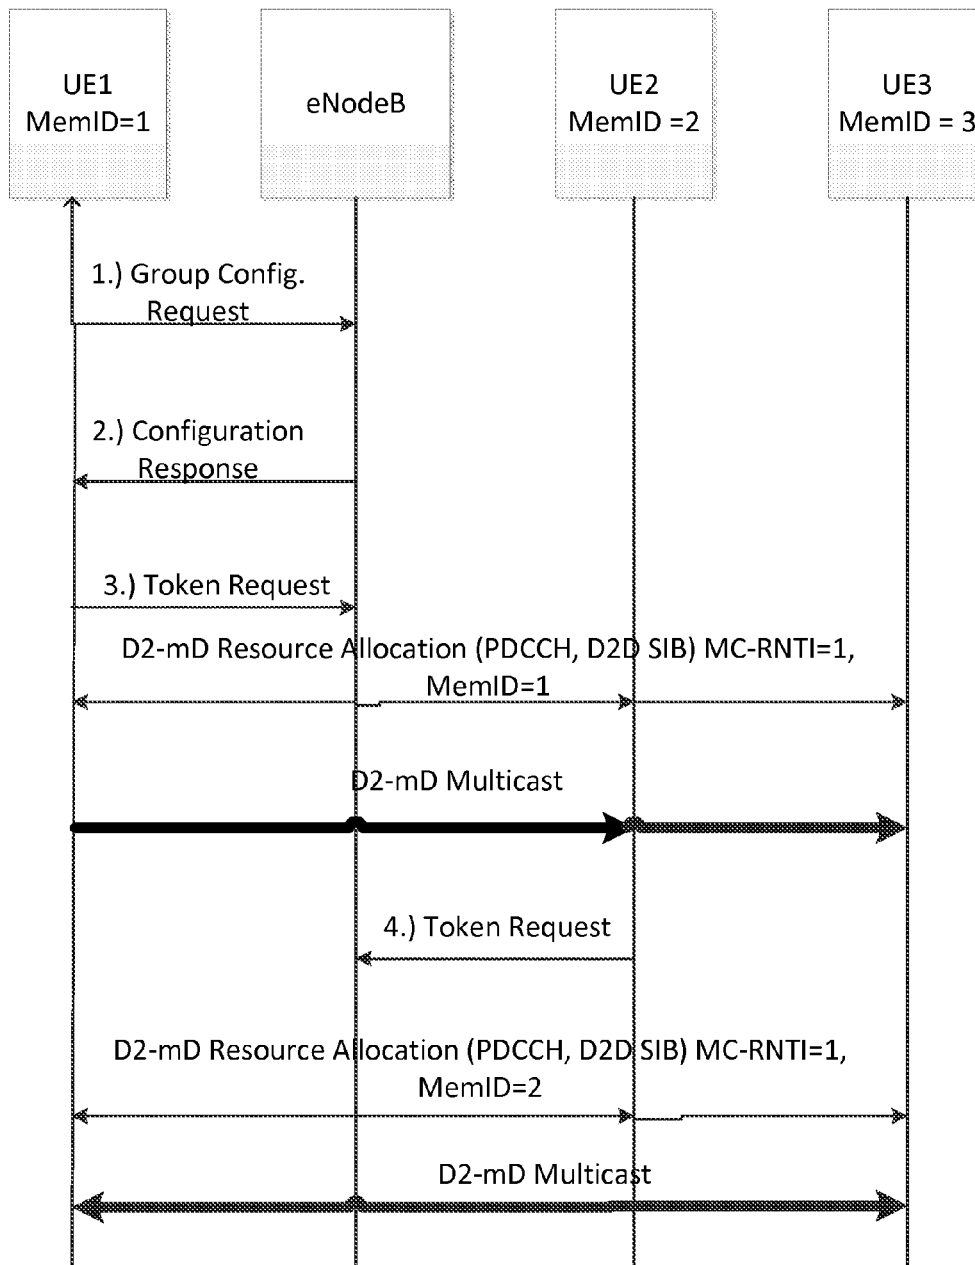 UE1
MemID=1
eNodeB
UE2
MemID =2
UE3
MemID = 3
1.) Group Config.
Request
2.) Configuration
Response
3.) Token Request
D2-mD Resource Allocation (PDCCH, D2D SIB) MC-RNTI=1,
MemID=1
D2-mD Multicast
4.) Token Request
D2-mD Resource Allocation (PDCCH, D2D SIB) MC-RNTI=1,
MemID=2
D2-mD Multicast